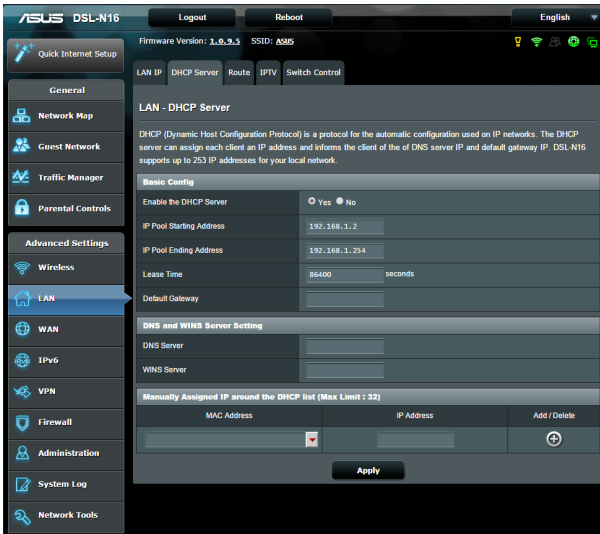 ASUS DSL-N16
Logout
Reboot
English
Quick Internet Setup
Firmware Version: 1.0.9.5 SSID: ASUS
LAN IP
DHCP Server
Route
IPTV
Switch Control
General
Network Map
Guest Network
Traffic Manager
Parental Controls
Advanced Settings
Wireless
LAN
WAN
IPv6
VPN
Firewall
Administration
System Log
Network Tools
LAN - DHCP Server
DHCP (Dynamic Host Configuration Protocol) is a protocol for the automatic configuration used on IP networks. The DHCP
server can assign each client an IP address and informs the client of the of DNS server IP and default gateway IP. DSL-N16
supports up to 253 IP addresses for your local network.
Basic Config
Enable the DHCP Server Yes No
IP Pool Starting Address 192.168.1.2
IP Pool Ending Address 192.168.1.254
Lease Time 86400 seconds
Default Gateway
DNS and WINS Server Setting
DNS Server
WINS Server
Manually Assigned IP around the DHCP list (Max Limit : 32)
MAC Address IP Address Add / Delete
Apply